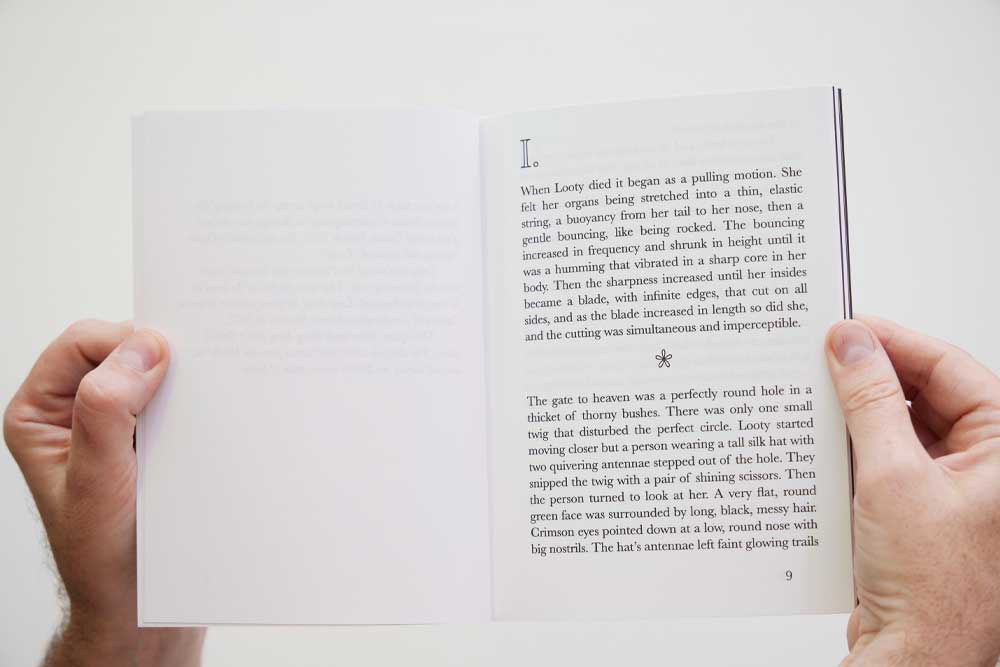 I.
When Looty died it began as a pulling motion. She
felt her organs being stretched into a thin, elastic
string, a buoyancy from her tail to her nose, then a
gentle bouncing, like being rocked. The bouncing
increased in frequency and shrunk in height until it
was a humming that vibrated in a sharp core in her
body. Then the sharpness increased until her insides
became a blade, with infinite edges, that cut on all
sides, and as the blade increased in length so did she,
and the cutting was simultaneous and imperceptible.
The gate to heaven was a perfectly round hole in a
thicket of thorny bushes. There was only one small
twig that disturbed the perfect circle. Looty started
moving closer but a person wearing a tall silk hat with
two quivering antennae stepped out of the hole. They
snipped the twig with a pair of shining scissors. Then
the person turned to look at her. A very flat, round
green face was surrounded by long, black, messy hair.
Crimson eyes pointed down at a low, round nose with
big nostrils. The hat's antennae left faint glowing trails
9